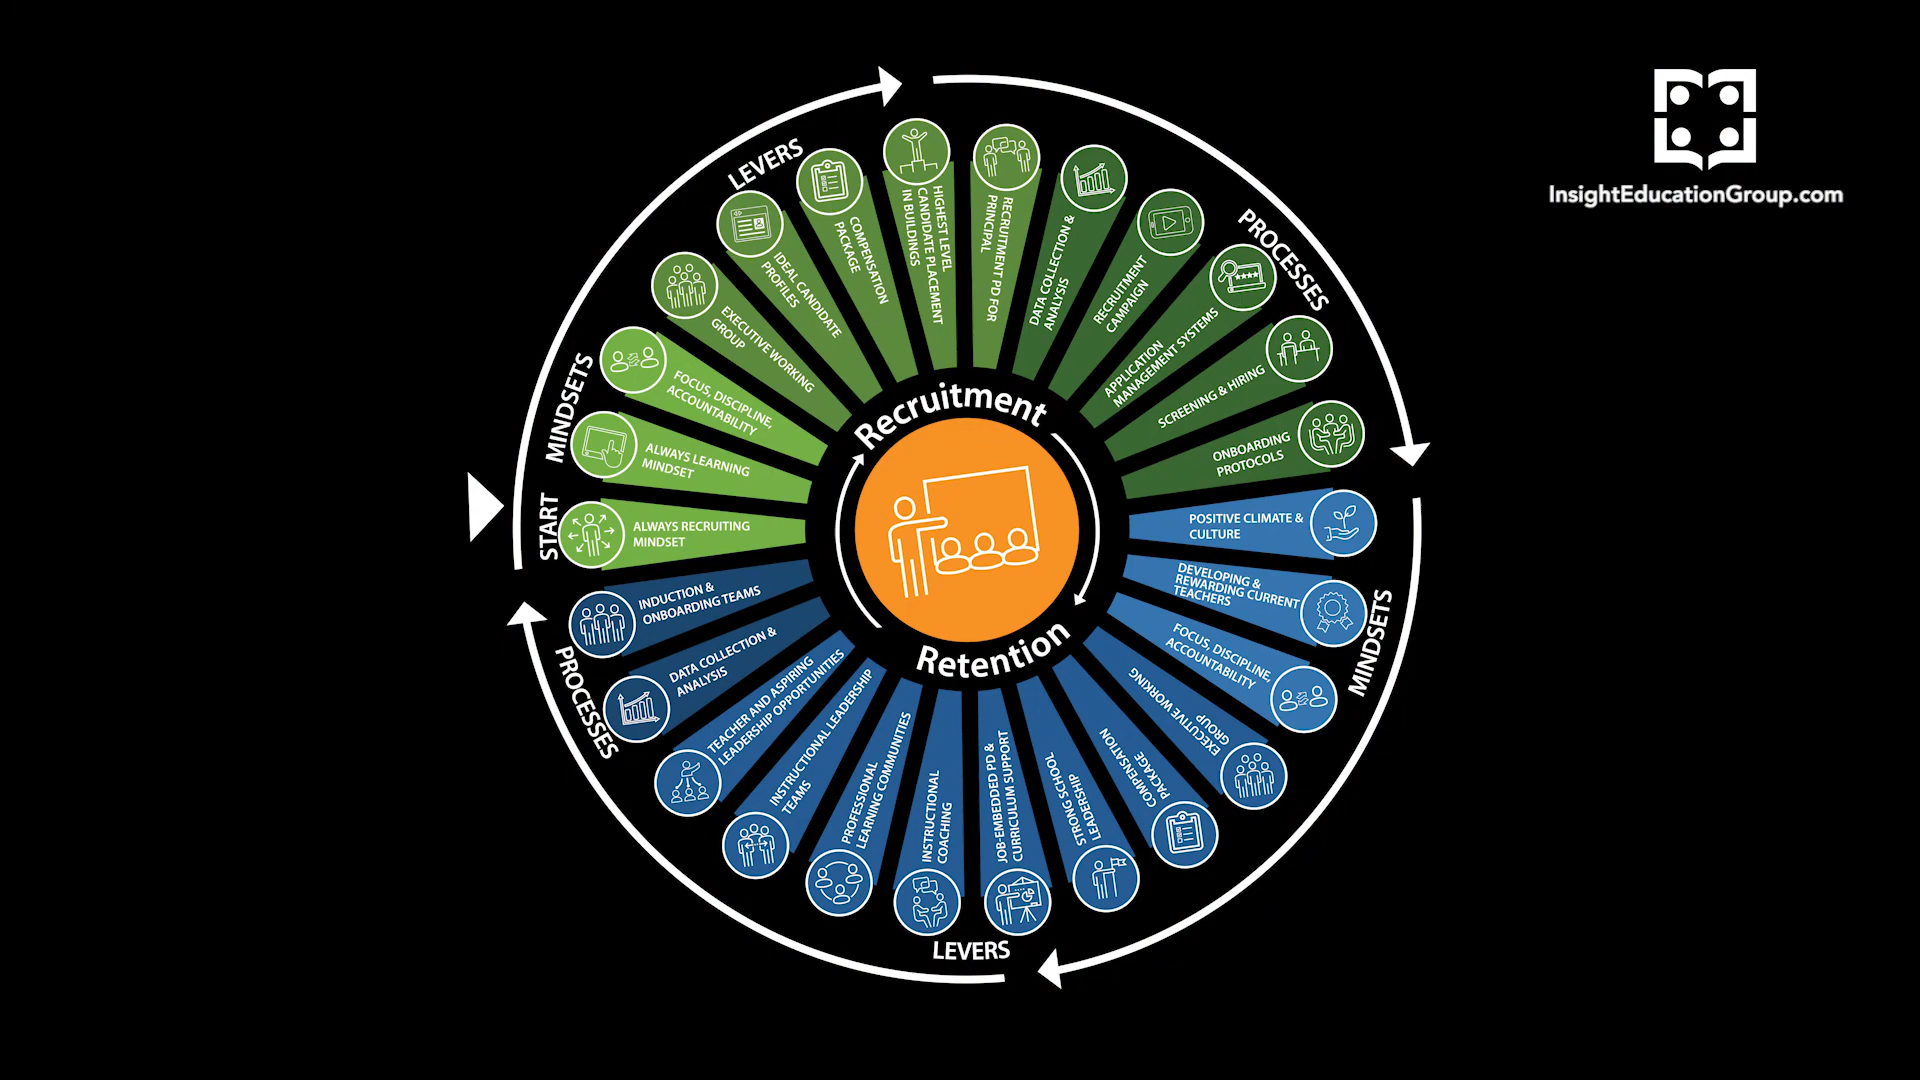 InsightEducationGroup.com
START
MINDSETS
LEVERS
PROCESSES
Recruitment
ALWAYS RECRUITING
MINDSET
ALWAYS LEARNING
MINDSET
FOCUS, DISCIPLINE,
ACCOUNTABILITY
EXECUTIVE WORKING
GROUP
IDEAL CANDIDATE
PROFILES
COMPENSATION
PACKAGE
HIGHEST LEVEL
CANDIDATE PLACEMENT
IN BUILDINGS
RECRUITMENT PD FOR
PRINCIPAL
DATA COLLECTION &
ANALYSIS
RECRUITMENT
CAMPAIGN
APPLICATION
MANAGEMENT SYSTEMS
SCREENING & HIRING
ONBOARDING
PROTOCOLS
Retention
MINDSETS
POSITIVE CLIMATE &
CULTURE
DEVELOPING &
REWARDING CURRENT
TEACHERS
FOCUS, DISCIPLINE,
ACCOUNTABILITY
EXECUTIVE WORKING
GROUP
COMPENSATION
PACKAGE
STRONG SCHOOL
LEADERSHIP
JOB-EMBEDDED PD &
CURRICULUM SUPPORT
INSTRUCTIONAL
COACHING
PROFESSIONAL
LEARNING COMMUNITIES
INSTRUCTIONAL LEADERSHIP
TEAMS
TEACHER AND ASPIRING
LEADERSHIP OPPORTUNITIES
DATA COLLECTION &
ANALYSIS
INDUCTION &
ONBOARDING TEAMS
LEVERS
PROCESSES